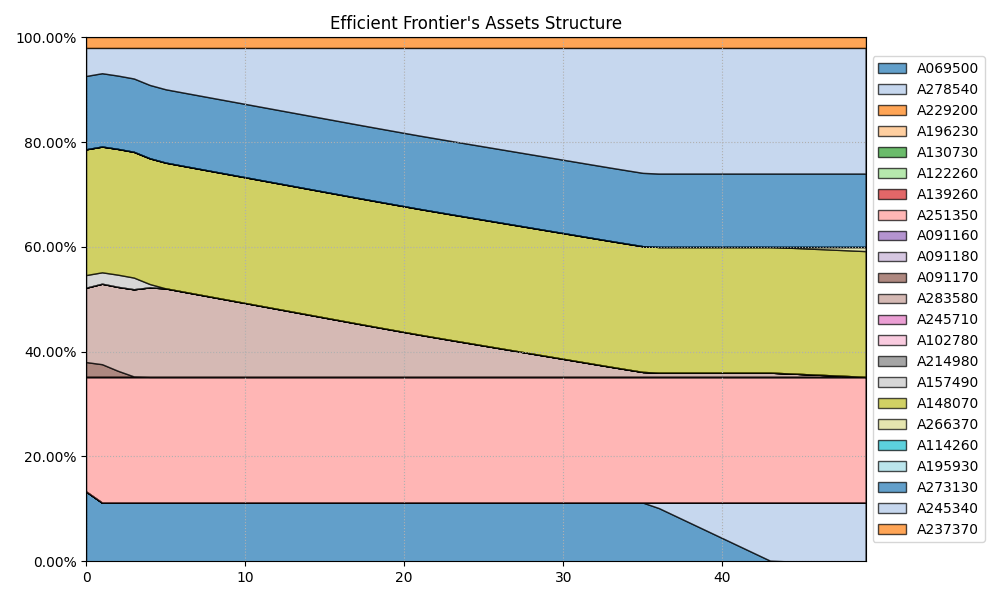 Efficient Frontier's Assets Structure
100.00%
80.00%
60.00%
40.00%
20.00%
0.00%
0
10
20
30
40
A069500
A278540
A229200
A196230
A130730
A122260
A139260
A251350
A091160
A091180
A091170
A283580
A245710
A102780
A214980
A157490
A148070
A266370
A114260
A195930
A273130
A245340
A237370